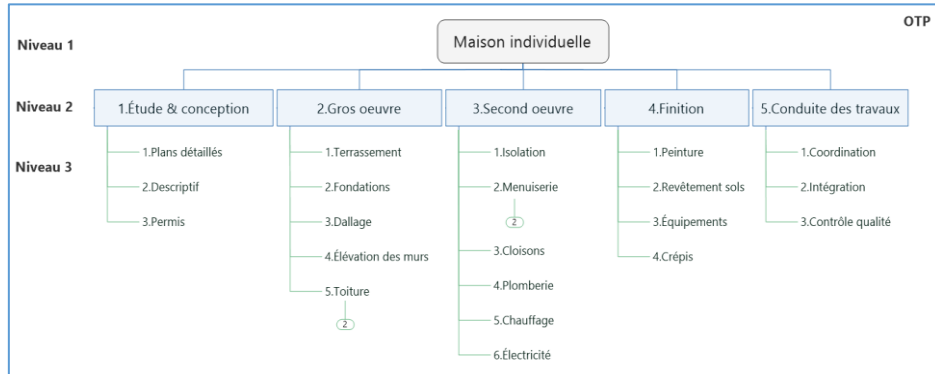 OTP
Niveau 1
Maison individuelle
Niveau 2
1.Étude & conception
2.Gros oeuvre
3.Second oeuvre
4.Finition
5.Conduite des travaux
Niveau 3
1.Plans détaillés
2.Descriptif
3.Permis
1.Terrassement
2.Fondations
3.Dallage
4.Élévation des murs
5.Toiture
2
1.Isolation
2.Menuiserie
2
3.Cloisons
4.Plomberie
5.Chauffage
6.Électricité
1.Peinture
2.Revêtement sols
3.Équipements
4.Crépis
1.Coordination
2.Intégration
3.Contrôle qualité